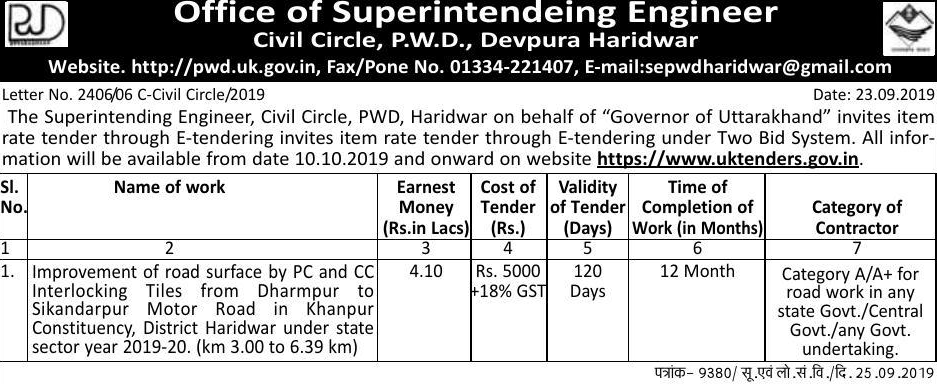 Office of Superintendeing Engineer
Civil Circle, P.W.D., Devpura Haridwar
Website. http://pwd.uk.gov.in, Fax/Pone No. 01334-221407, E-mail:sepwdharidwar@gmail.com
Letter No. 2406/06 C-Civil Circle/2019 Date: 23.09.2019
The Superintending Engineer, Civil Circle, PWD, Haridwar on behalf of “Governor of Uttarakhand” invites item
rate tender through E-tendering invites item rate tender through E-tendering under Two Bid System. All infor-
mation will be available from date 10.10.2019 and onward on website https://www.uktenders.gov.in.
Sl. No.
Name of work
Earnest Money (Rs.in Lacs)
Cost of Tender (Rs.)
Validity of Tender (Days)
Time of Completion of Work (in Months)
Category of Contractor
1 2 3 4 5 6 7
1.
Improvement of road surface by PC and CC
Interlocking Tiles from Dharmpur to
Sikandarpur Motor Road in Khanpur
Constituency, District Haridwar under state
sector year 2019-20. (km 3.00 to 6.39 km)
4.10
Rs. 5000
+18% GST
120
Days
12 Month
Category A/A+ for
road work in any
state Govt./Central
Govt./any Govt.
undertaking.
पत्रांक- 9380/ सू.एवं लो.सं.वि./दि. 25.09.2019